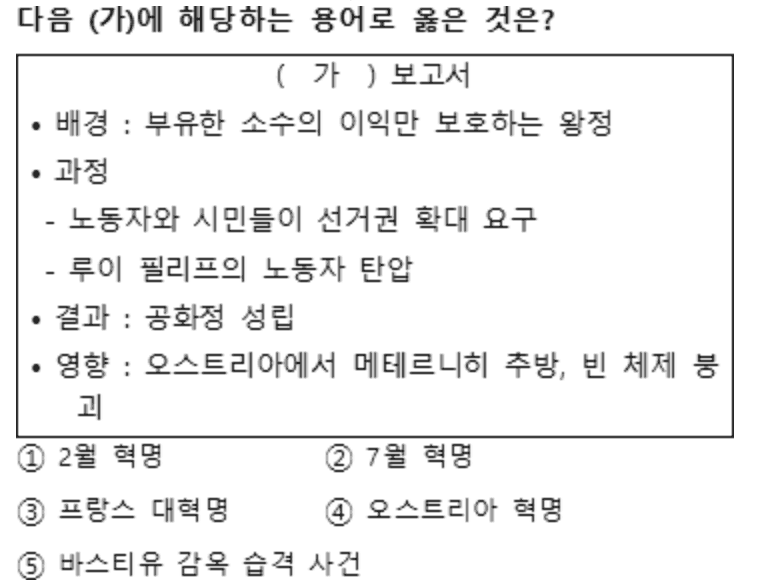 다음 (가)에 해당하는 용어로 옳은 것은?
( 가 ) 보고서
• 배경 : 부유한 소수의 이익만 보호하는 왕정
• 과정
- 노동자와 시민들이 선거권 확대 요구
- 루이 필리프의 노동자 탄압
• 결과 : 공화정 성립
• 영향 : 오스트리아에서 메테르니히 추방, 빈 체제 붕
괴
① 2월 혁명 ② 7월 혁명
③ 프랑스 대혁명 ④ 오스트리아 혁명
⑤ 바스티유 감옥 습격 사건